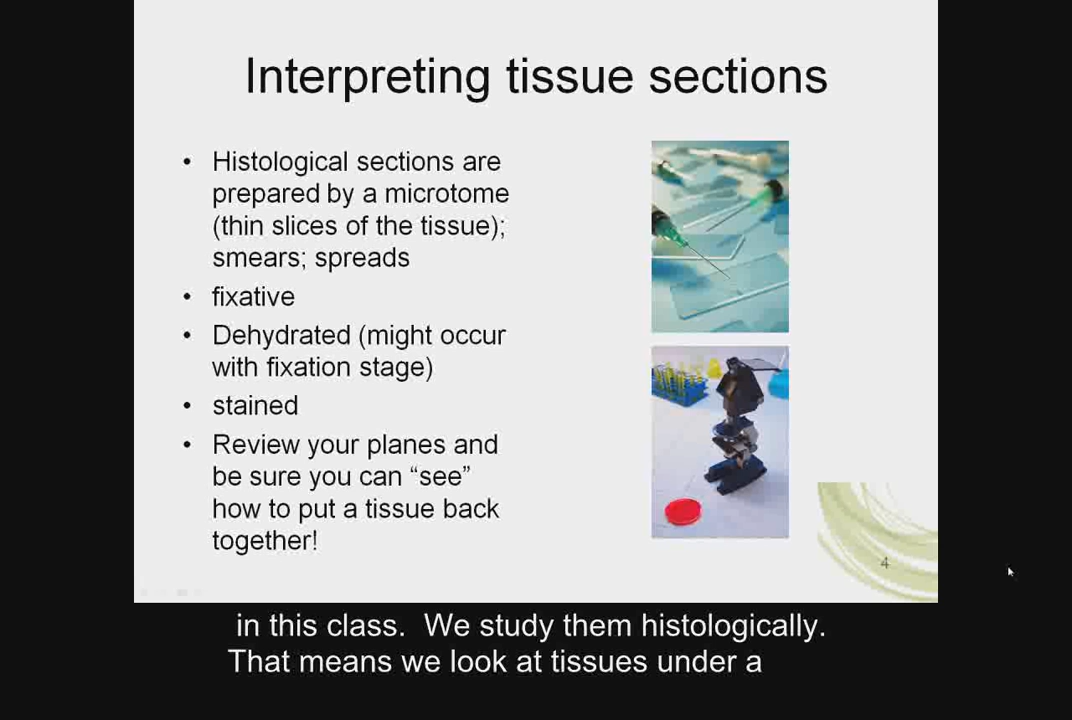 Interpreting tissue sections
• Histological sections are
prepared by a microtome
(thin slices of the tissue);
smears; spreads
• fixative
• Dehydrated (might occur
with fixation stage)
• stained
• Review your planes and
be sure you can “see”
how to put a tissue back
together!
4
in this class.  We study them histologically.
That means we look at tissues under a